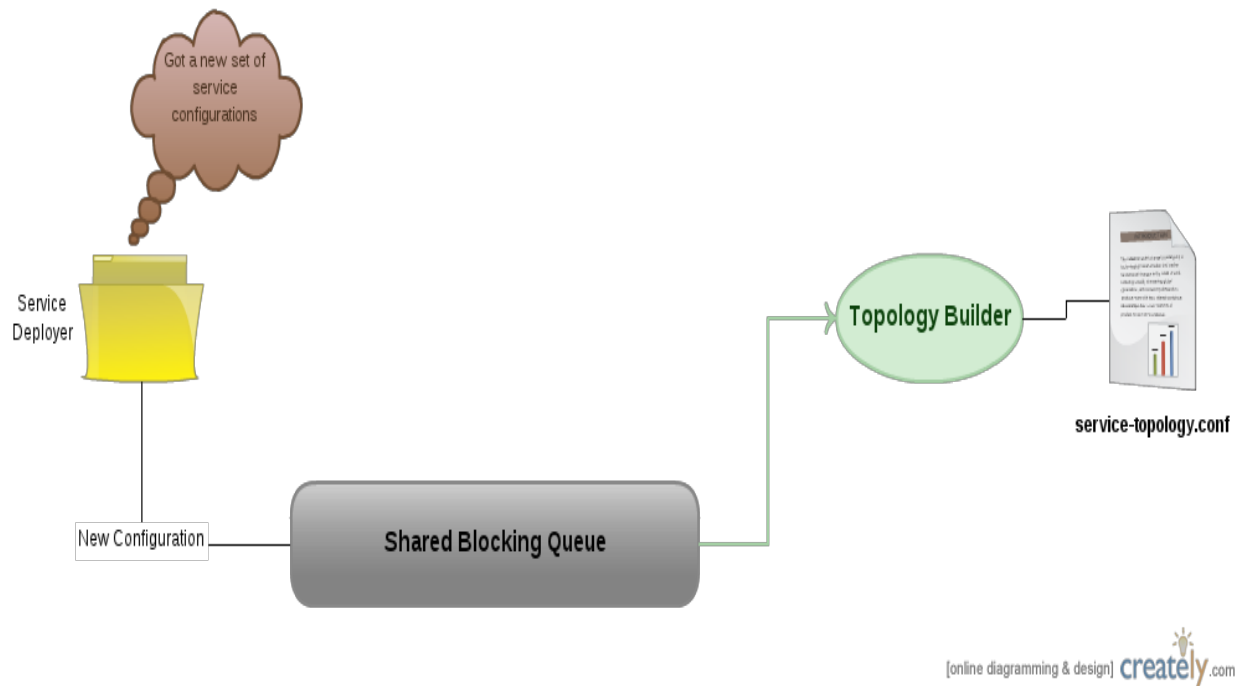 Got a new set of
service
configurations
Service
Deployer
New Configuration
Shared Blocking Queue
Topology Builder
service-topology.conf
[online diagramming & design] creately.com